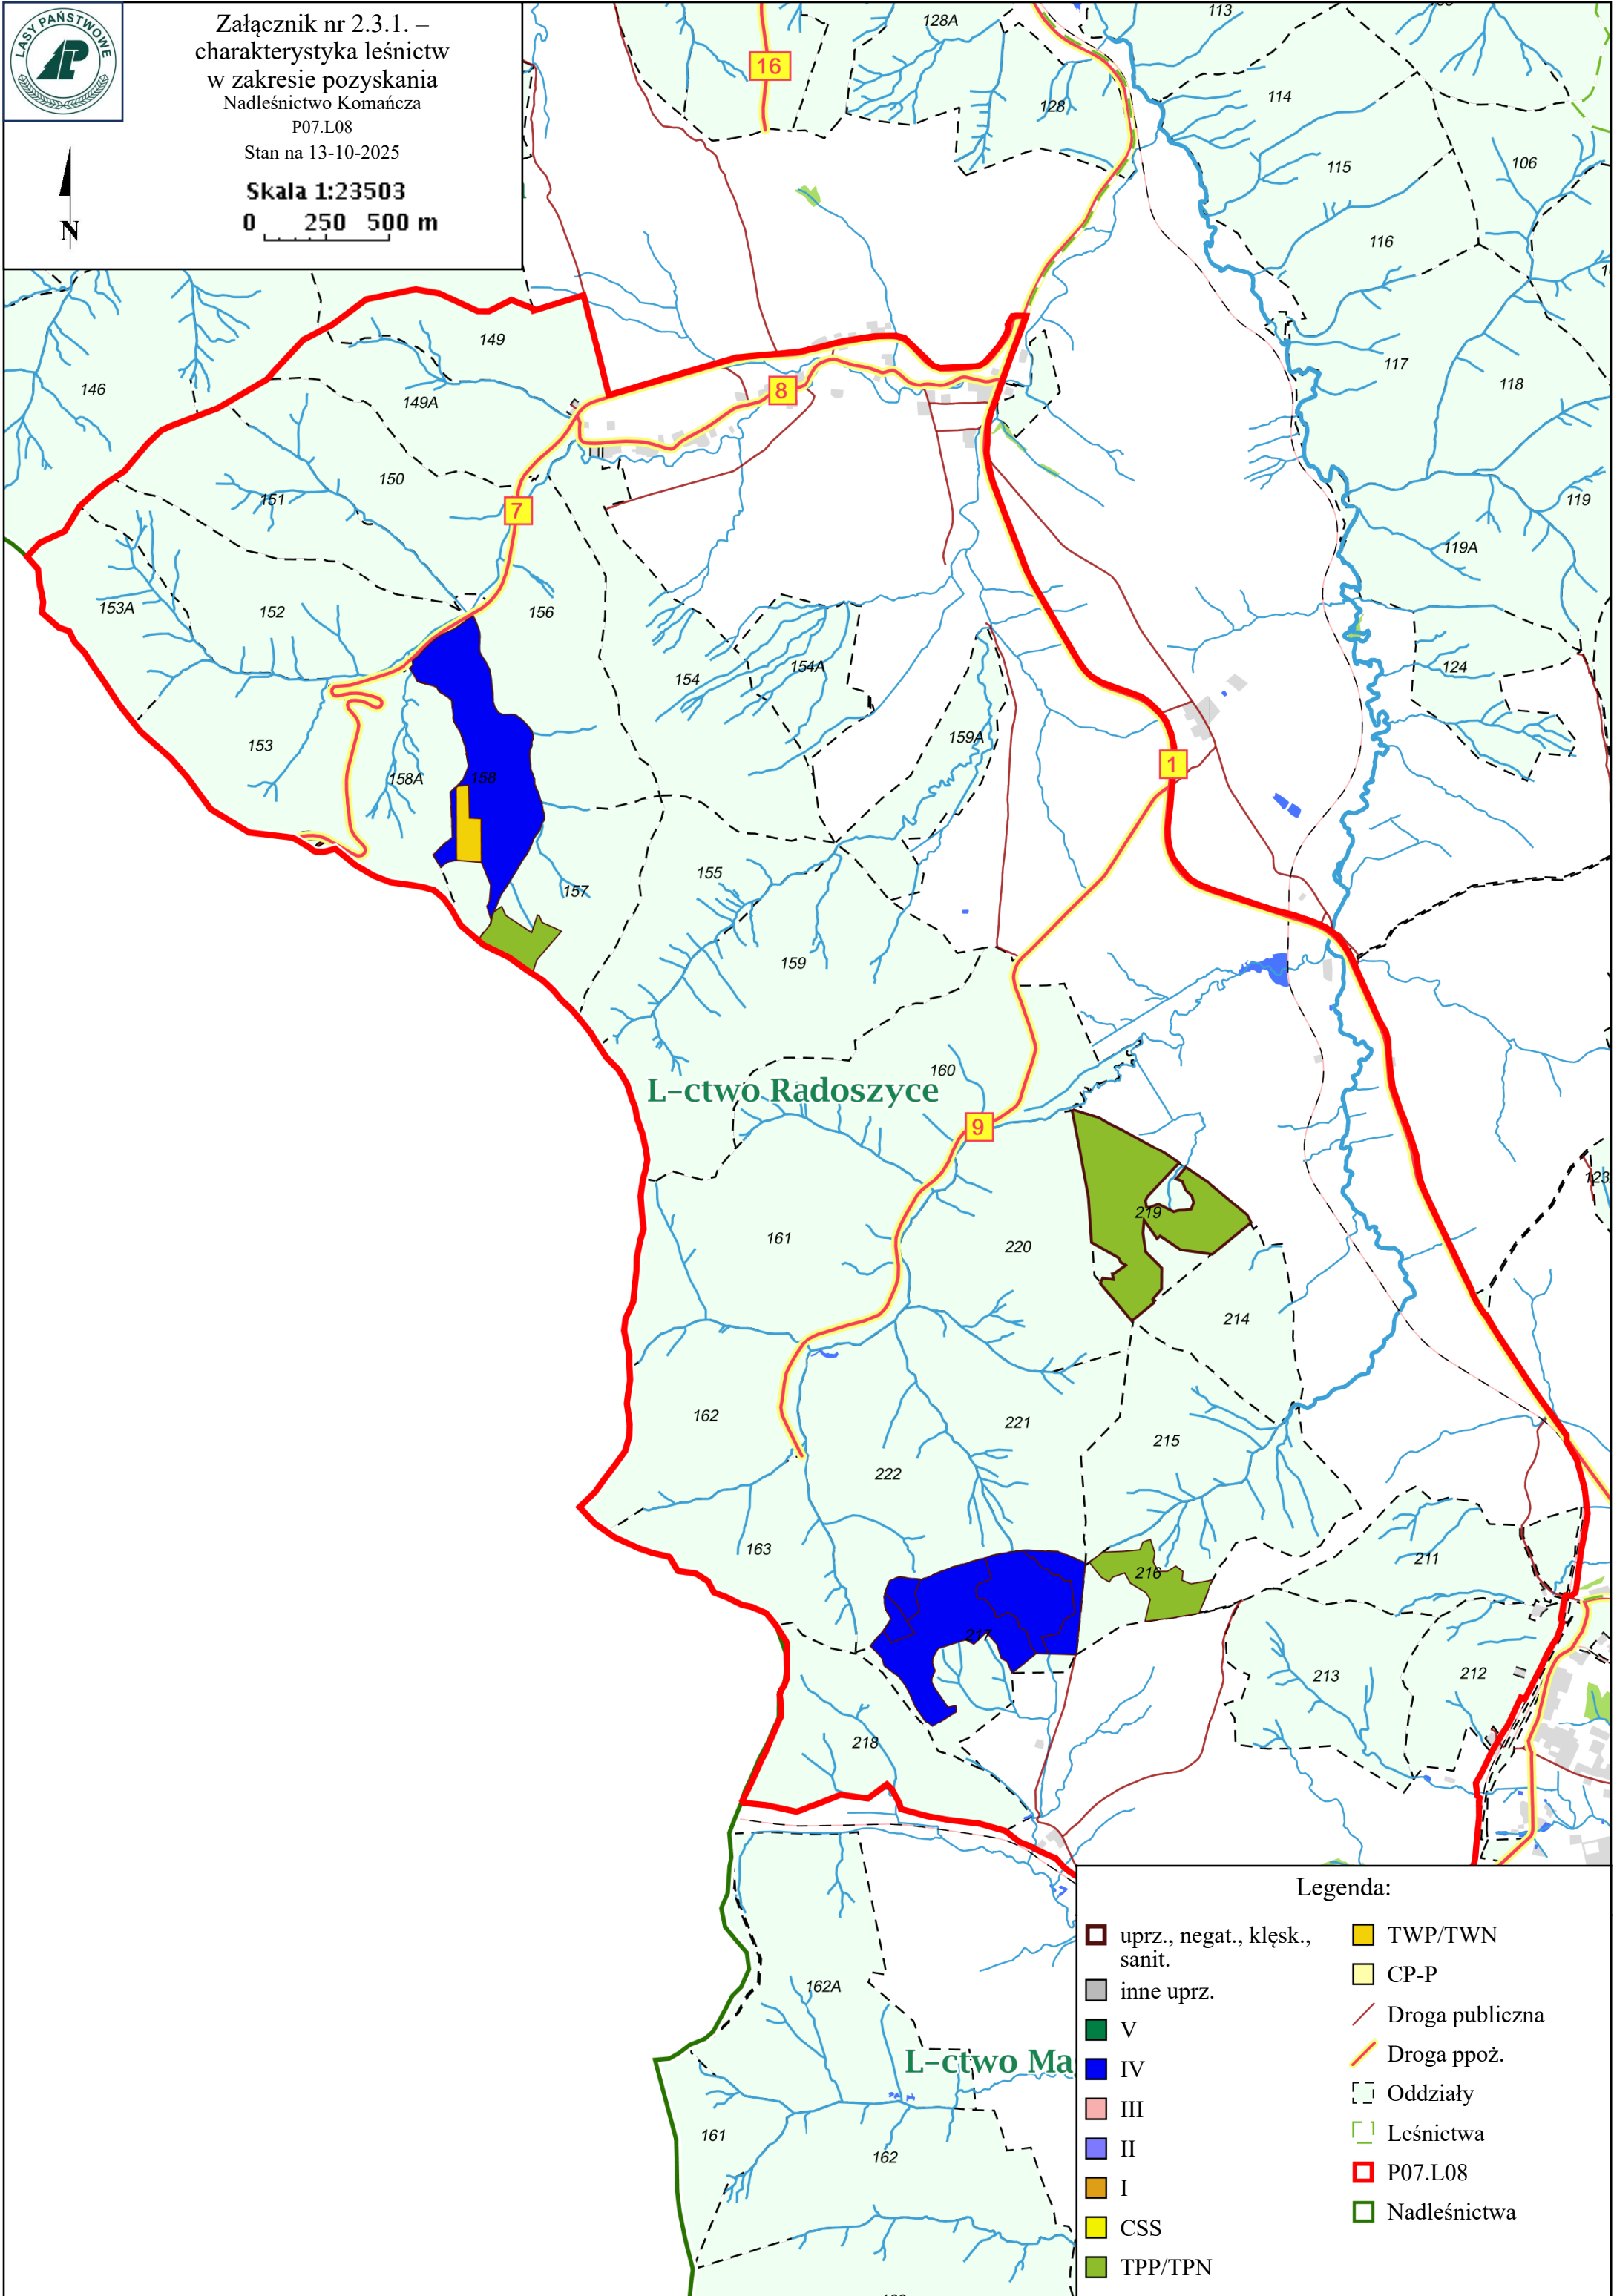 LASY PAŃSTWOWE
Załącznik nr 2.3.1. –
charakterystyka leśnictw
w zakresie pozyskania
Nadleśnictwo Komańcza
P07.L08
Stan na 13-10-2025
Skala 1:23503
0 250 500 m
N
16
128A
113
128
114
115
106
116
117
118
119
119A
124
146
149
149A
150
151
8
7
153A
152
156
154
154A
159A
153
158A
158
1
157
155
159
160
L-ctwo Radoszyce
9
161
220
219
214
162
221
215
222
163
216
211
217
213
212
218
162A
L-ctwo Ma
161
162
Legenda:
uprz., negat., klęsk.,
sanit.
inne uprz.
V
IV
III
II
I
CSS
TPP/TPN
TWP/TWN
CP-P
Droga publiczna
Droga ppoż.
Oddziały
Leśnictwa
P07.L08
Nadleśnictwa